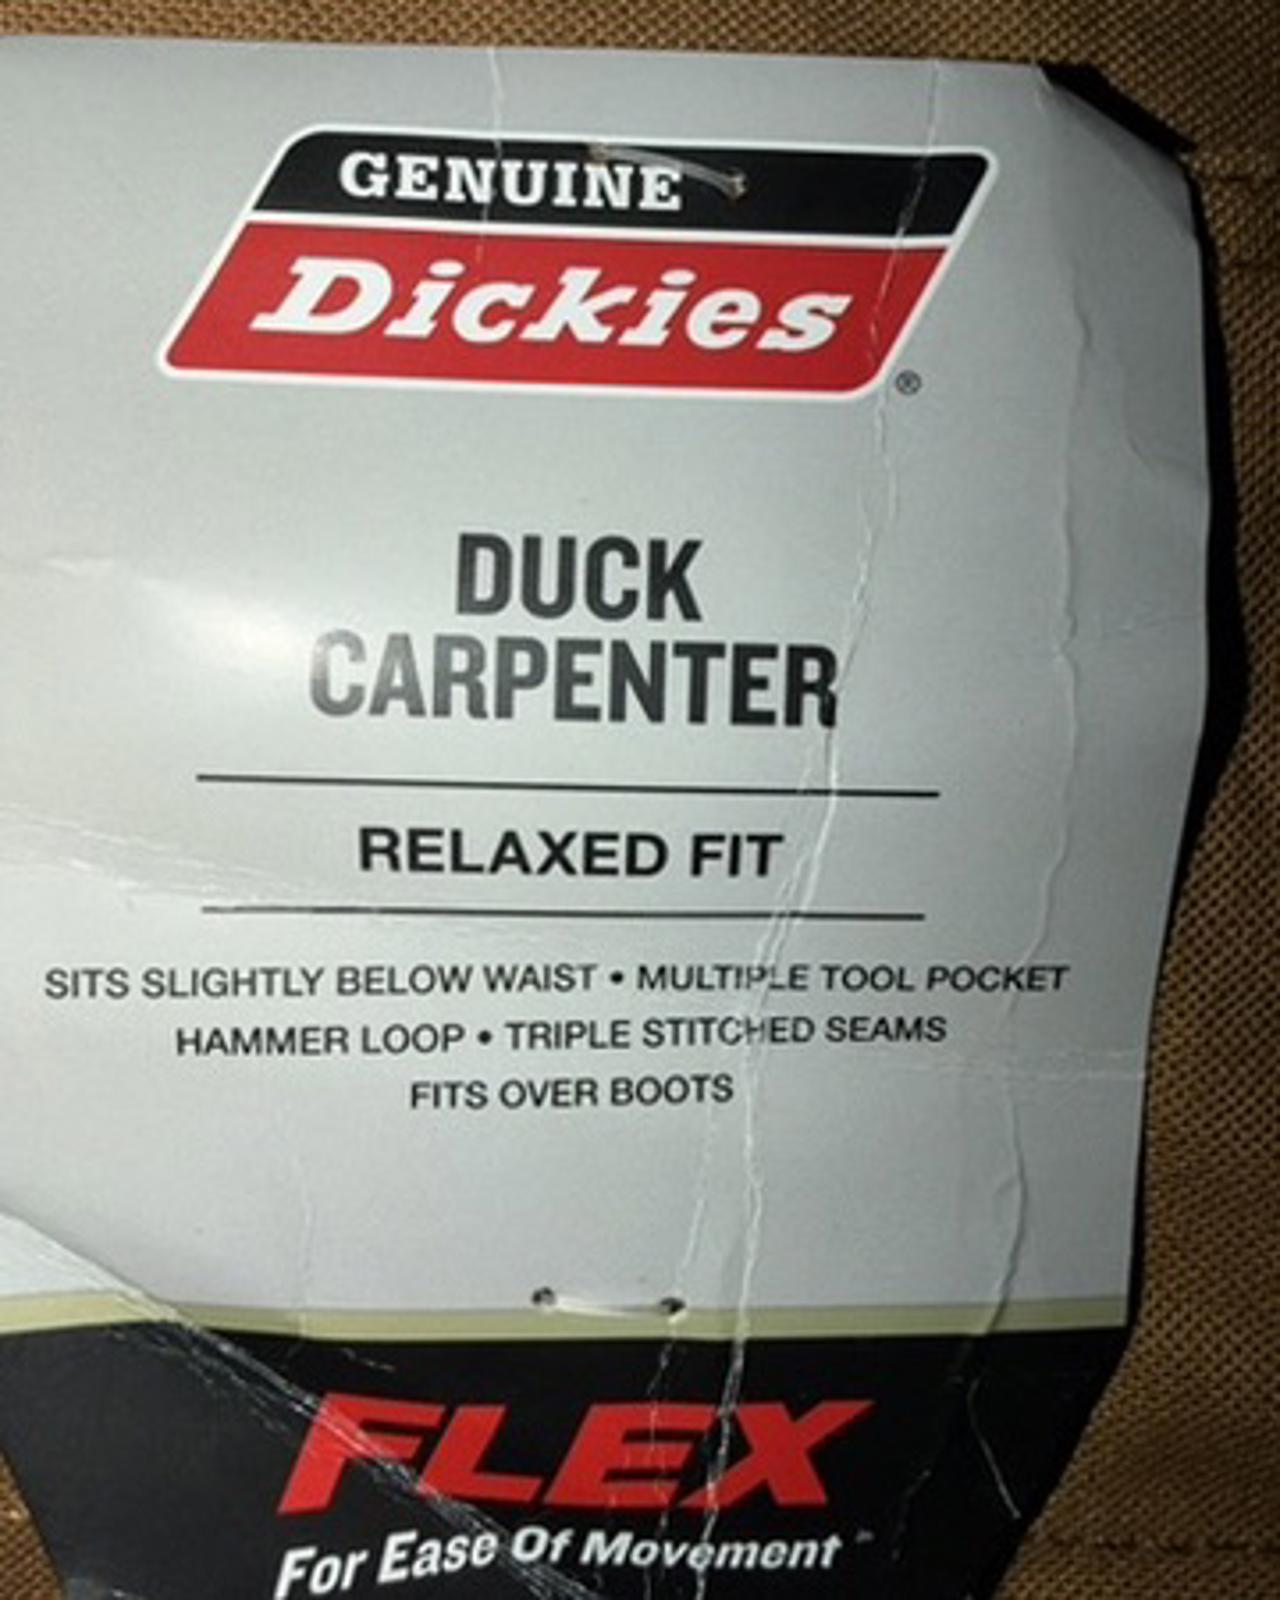 GENUINE
Dickies®
DUCK
CARPENTER
RELAXED FIT
SITS SLIGHTLY BELOW WAIST • MULTIPLE TOOL POCKET
HAMMER LOOP • TRIPLE STITCHED SEAMS
FITS OVER BOOTS
FLEX
For Ease Of Movement